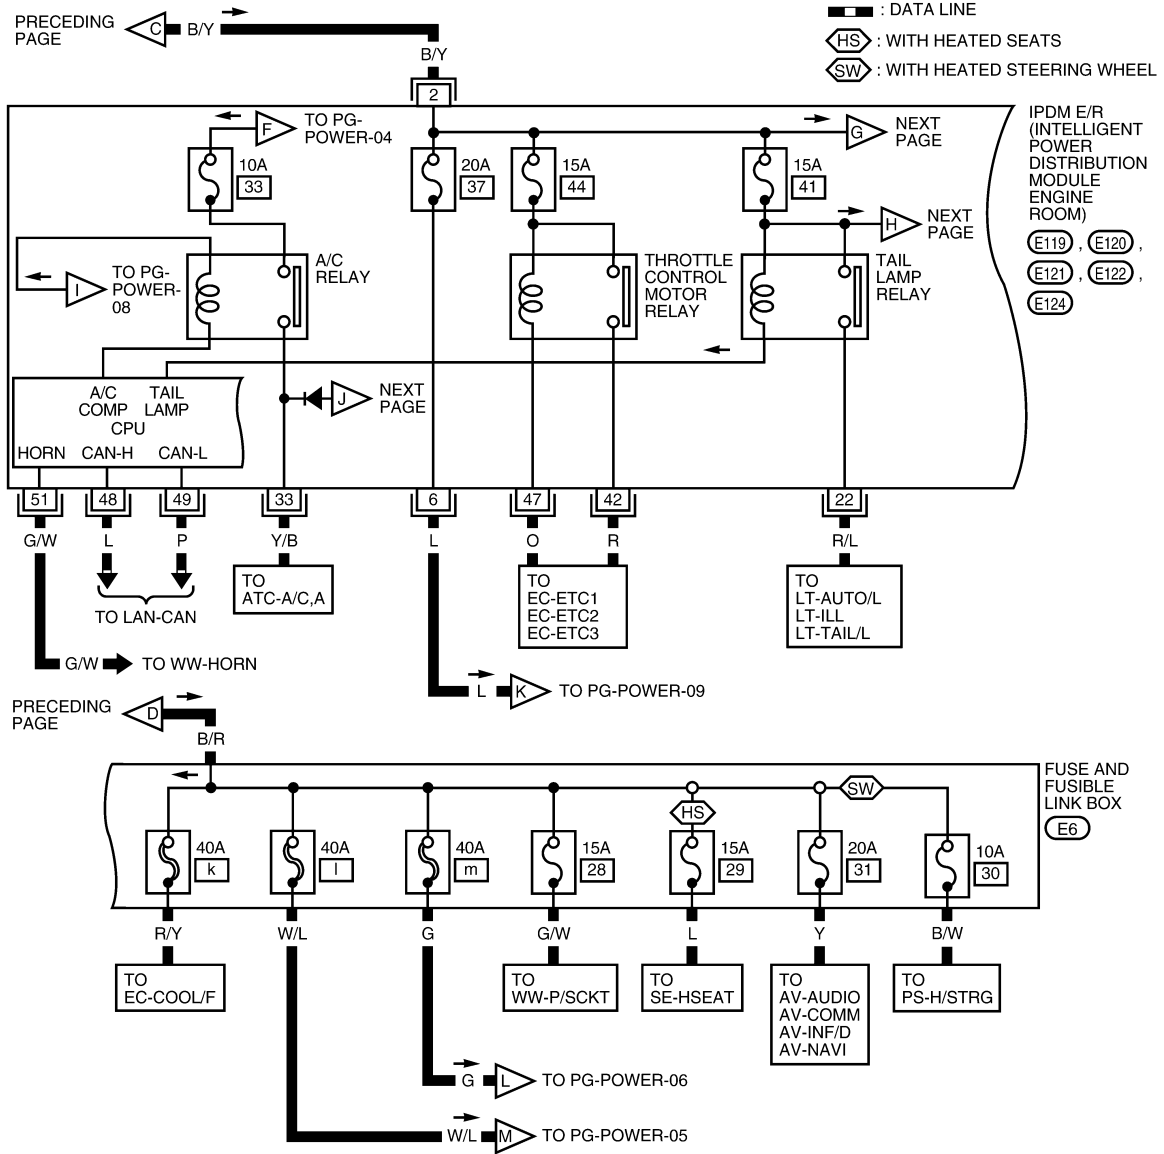 PRECEDING
PAGE
C
B/Y
B/Y
: DATA LINE
HS : WITH HEATED SEATS
SW : WITH HEATED STEERING WHEEL
2
F
TO PG-
POWER-04
G
NEXT
PAGE
10A
33
20A
37
15A
44
15A
41
H
NEXT
PAGE
IPDM E/R
(INTELLIGENT
POWER
DISTRIBUTION
MODULE
ENGINE
ROOM)
E119 , E120 ,
E121 , E122 ,
E124
I
TO PG-
POWER-
08
A/C
RELAY
THROTTLE
CONTROL
MOTOR
RELAY
TAIL
LAMP
RELAY
A/C
COMP
TAIL
LAMP
CPU
HORN
CAN-H
CAN-L
J
NEXT
PAGE
51
48
49
33
6
47
42
22
G/W
L
P
Y/B
L
O
R
R/L
TO LAN-CAN
TO
ATC-A/C,A
TO
EC-ETC1
EC-ETC2
EC-ETC3
TO
LT-AUTO/L
LT-ILL
LT-TAIL/L
G/W
TO WW-HORN
L
K
TO PG-POWER-09
PRECEDING
PAGE
D
B/R
FUSE AND
FUSIBLE
LINK BOX
E6
SW
HS
40A
k
40A
l
40A
m
15A
28
15A
29
20A
31
10A
30
R/Y
W/L
G
G/W
L
Y
B/W
TO
EC-COOL/F
TO
WW-P/SCKT
TO
SE-HSEAT
TO
AV-AUDIO
AV-COMM
AV-INF/D
AV-NAVI
TO
PS-H/STRG
G
L
TO PG-POWER-06
W/L
M
TO PG-POWER-05